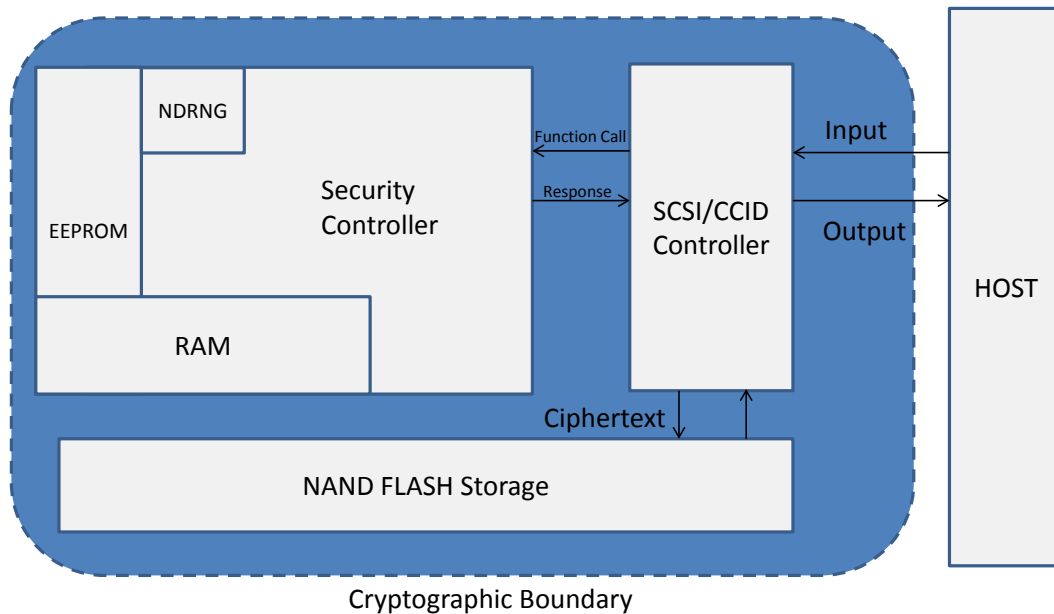 NDRNG
EEPROM
Security
Controller
RAM
Function Call
Response
SCSI/CCID
Controller
Input
Output
HOST
Ciphertext
NAND FLASH Storage
Cryptographic Boundary